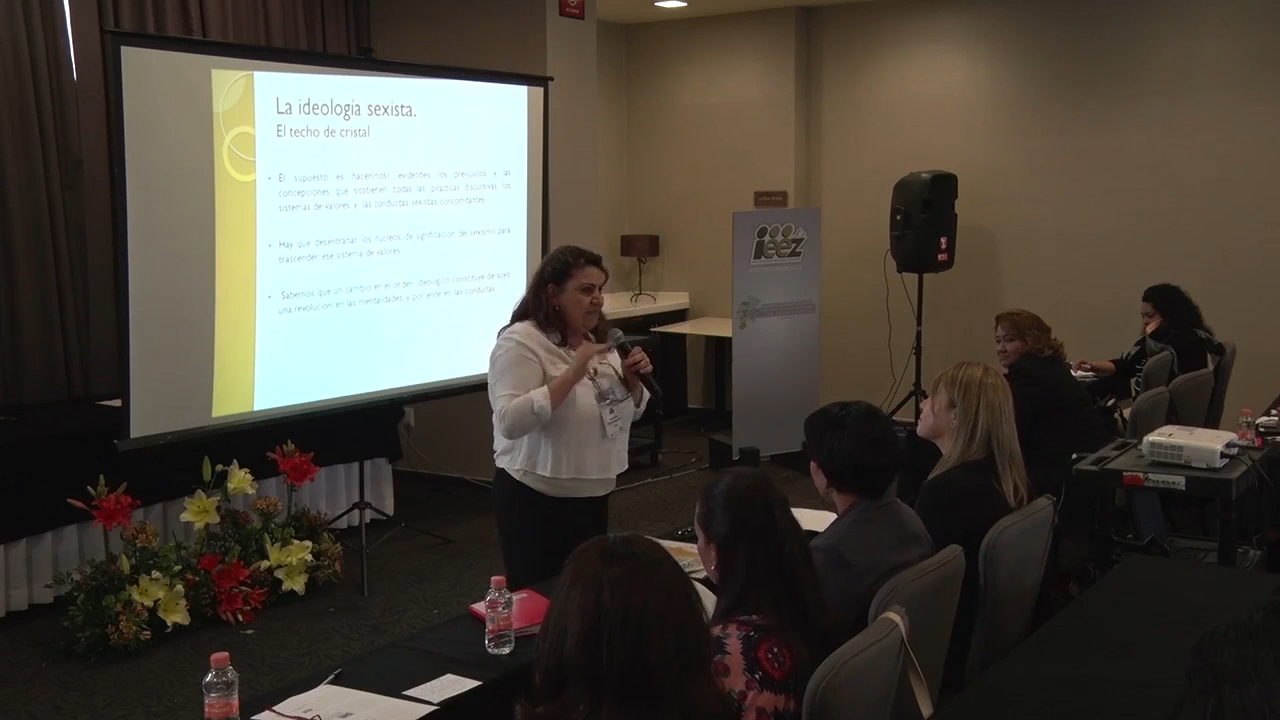 La ideología sexista.
El techo de cristal
• El supuesto es hacer(nos) evidentes los prejuicios y las
concepciones que sostienen todas las prácticas discursivas, los
sistemas de valores y las conductas sexistas concomitantes.
• Hay que desentrañar los núcleos de significación del sexismo para
trascender ese sistema de valores.
• Sabemos que un cambio en el orden ideológico constituye de suyo
una revolución en las mentalidades y por ende en las conductas.
ieez